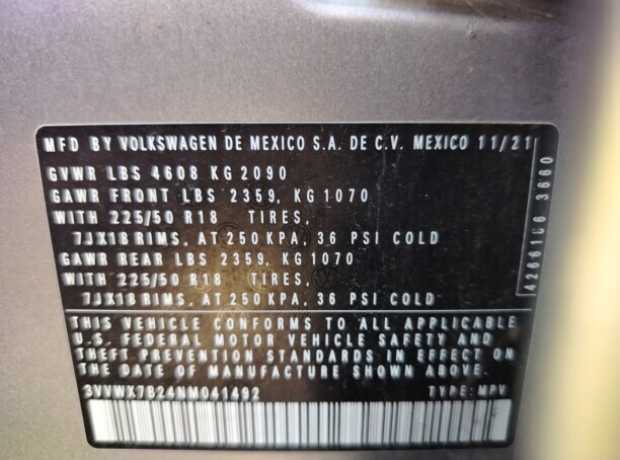 MFD BY VOLKSWAGEN DE MEXICO S.A. DE C.V. MEXICO 11/21
GVWR LBS 4608 KG 2090
GAWR FRONT LBS 2359, KG 1070
WITH 225/50 R18 TIRES,
7JX18 RIMS, AT 250 KPA, 36 PSI COLD
GAWR REAR LBS 2359, KG 1070
WITH 225/50 R18 TIRES,
7JX18 RIMS, AT 250 KPA, 36 PSI COLD
THIS VEHICLE CONFORMS TO ALL APPLICABLE
U.S. FEDERAL MOTOR VEHICLE SAFETY AND
THEFT PREVENTION STANDARDS IN EFFECT ON
THE DATE OF MANUFACTURE SHOWN ABOVE.
3VVWX7B24NM041492 TYPE: MPV
4266106 3660